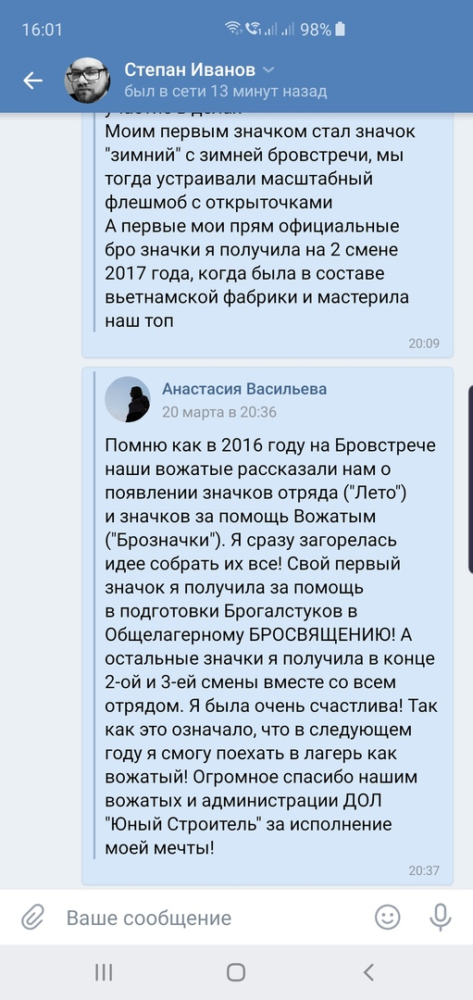 16:01
98%
Степан Иванов
был в сети 13 минут назад
участие в делах
Моим первым значком стал значок
"зимний" с зимней бровстречи, мы
тогда устраивали масштабный
флешмоб с открыточками
А первые мои прям официальные
бро значки я получила на 2 смене
2017 года, когда была в составе
вьетнамской фабрики и мастерила
наш топ
20:09
Анастасия Васильева
20 марта в 20:36
Помню как в 2016 году на Бровстрече
наши вожатые рассказали нам о
появлении значков отряда ("Лето")
и значков за помощь Вожатым
("Брозначки"). Я сразу загорелась
идее собрать их все! Свой первый
значок я получила за помощь
в подготовки Брогалстуков в
Общелагерному БРОСВЯЩЕНИЮ! А
остальные значки я получила в конце
2-ой и 3-ей смены вместе со всем
отрядом. Я была очень счастлива! Так
как это означало, что в следующем
году я смогу поехать в лагерь как
вожатый! Огромное спасибо нашим
вожатых и администрации ДОЛ
"Юный Строитель" за исполнение
моей мечты!
20:37
Ваше сообщение